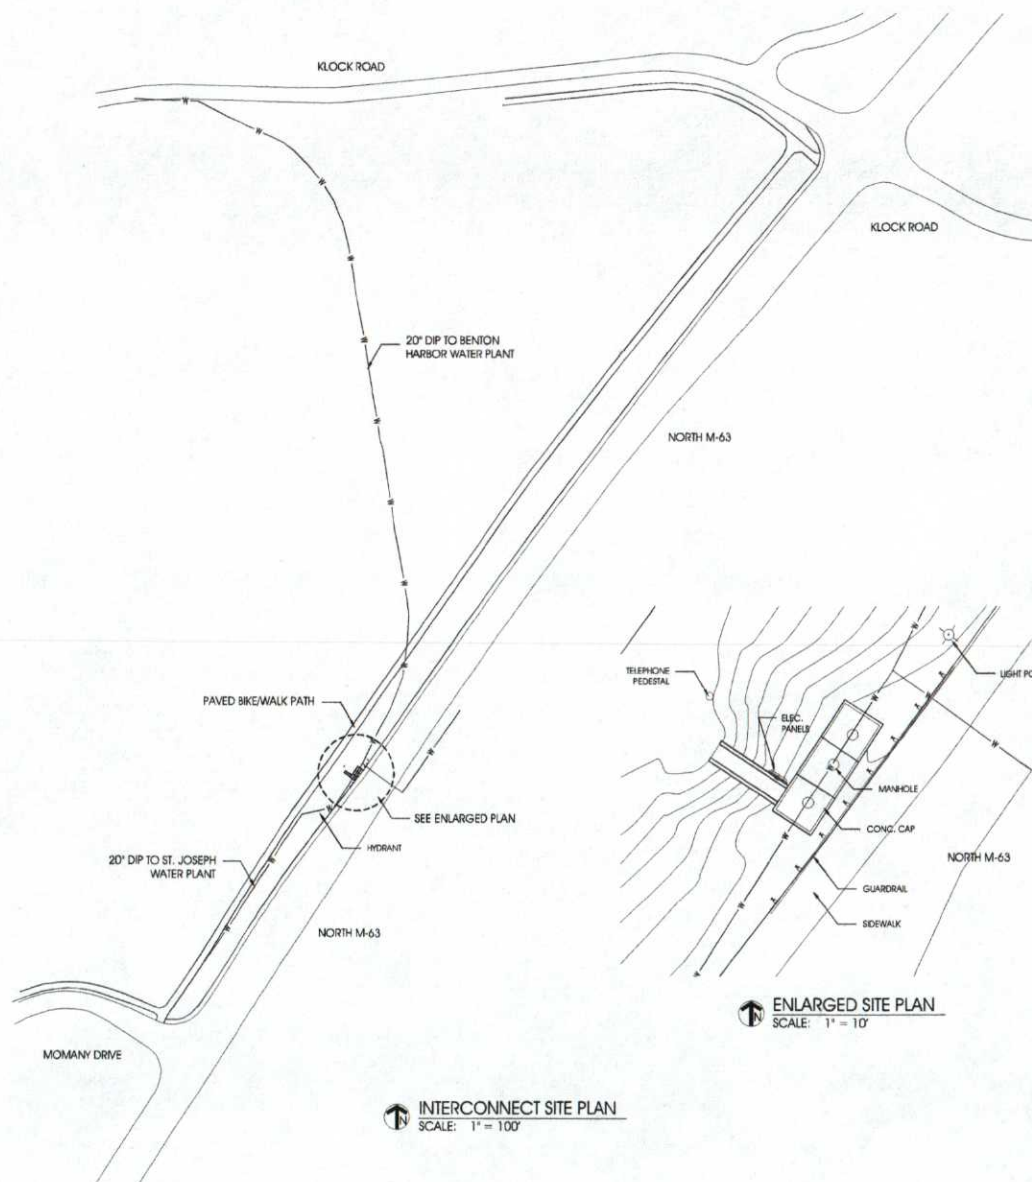 KLOCK ROAD
KLOCK ROAD
20" DIP TO BENTON
HARBOR WATER PLANT
NORTH M-63
PAVED BIKE/WALK PATH
SEE ENLARGED PLAN
HYDRANT
20" DIP TO ST. JOSEPH
WATER PLANT
NORTH M-63
MOMANY DRIVE
INTERCONNECT SITE PLAN
SCALE: 1" = 100'
TELEPHONE
PEDESTAL
ELEC.
PANELS
LIGHT PO
MANHOLE
CONC. CAP
NORTH M-63
GUARDRAIL
SIDEWALK
N
ENLARGED SITE PLAN
SCALE: 1" = 10'
N